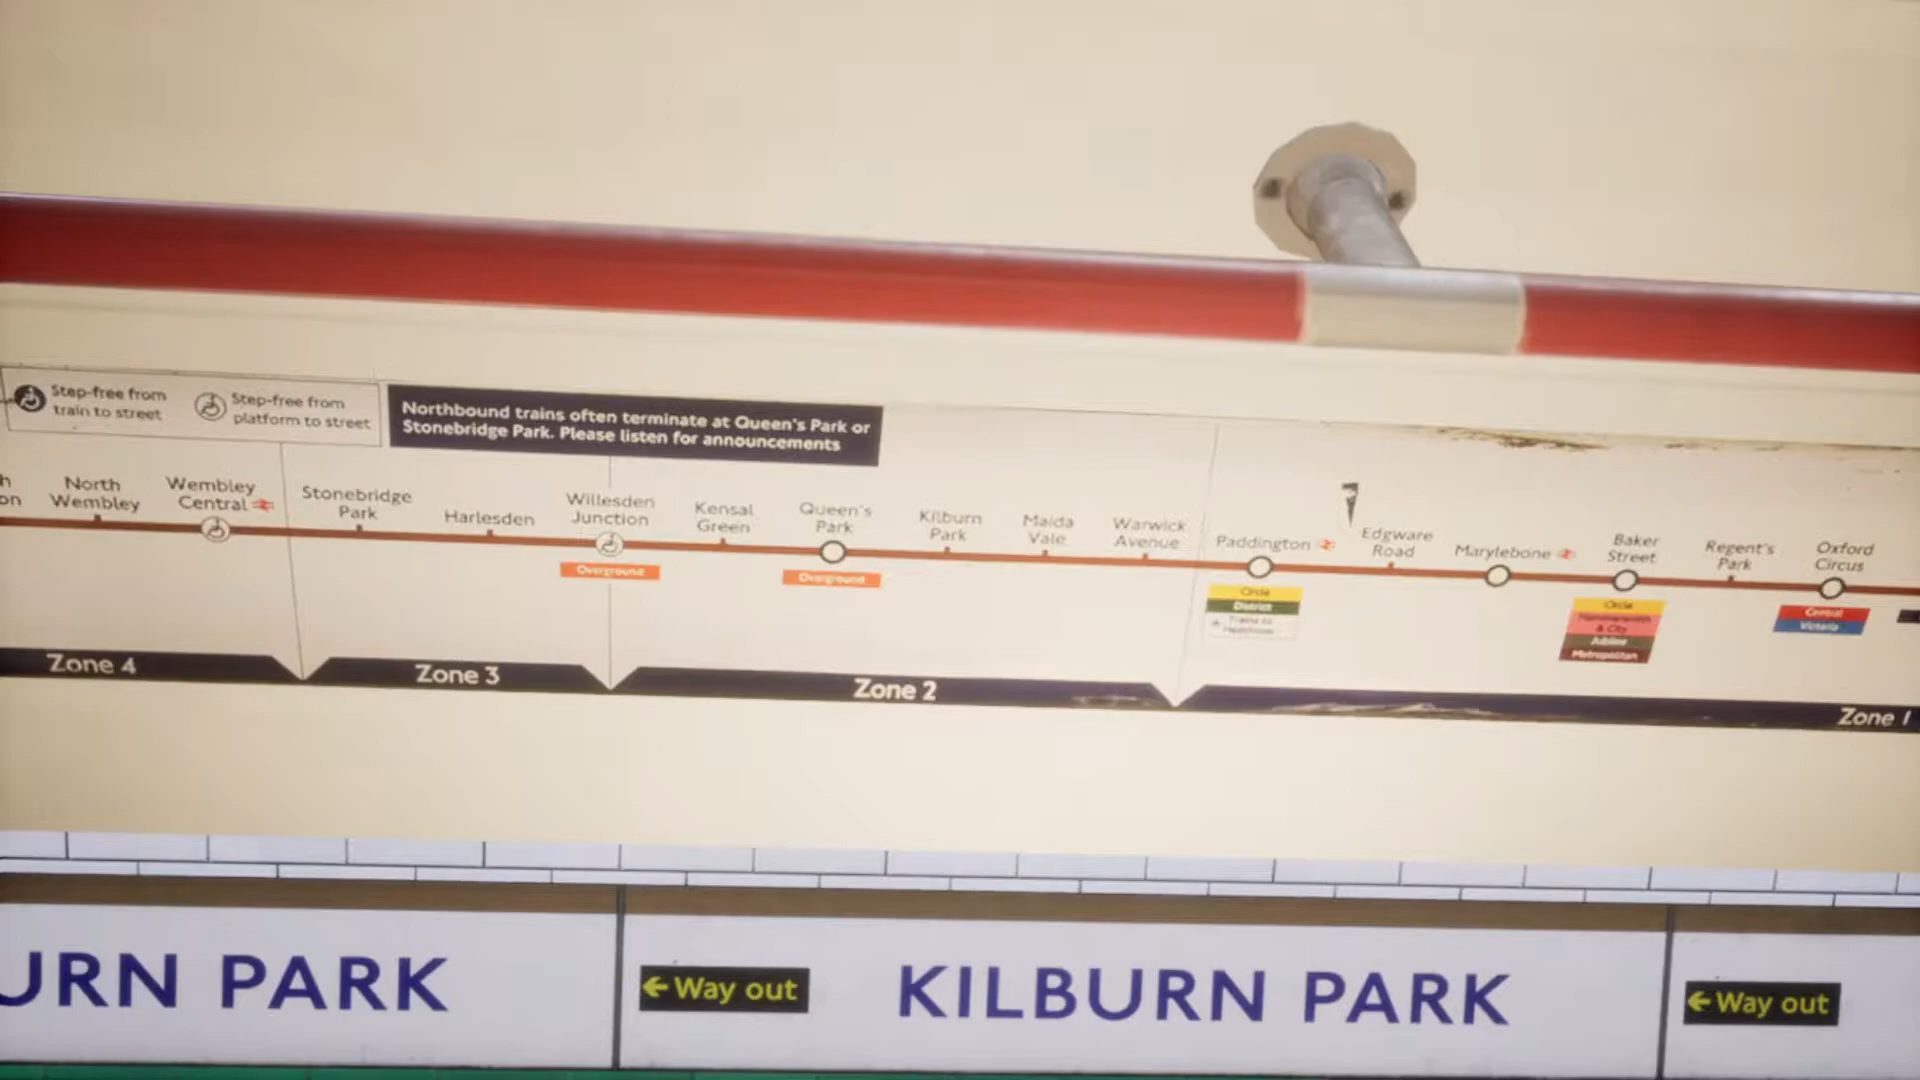 Step-free from
train to street
Step-free from
platform to street
Northbound trains often terminate at Queen's Park or
Stonebridge Park. Please listen for announcements
North
Wembley
Wembley
Central
Stonebridge
Park
Harlesden
Willesden
Junction
Overground
Kensal
Green
Queen's
Park
Overground
Kilburn
Park
Maida
Vale
Warwick
Avenue
Paddington
Circle
District
Trains to
Edgware
Road
Marylebone
Baker
Street
Circle
Hammersmith
& City
Jubilee
Metropolitan
Regent's
Park
Oxford
Circus
Central
Victoria
Zone 4
Zone 3
Zone 2
Zone 1
URN PARK
Way out
KILBURN PARK
Way out